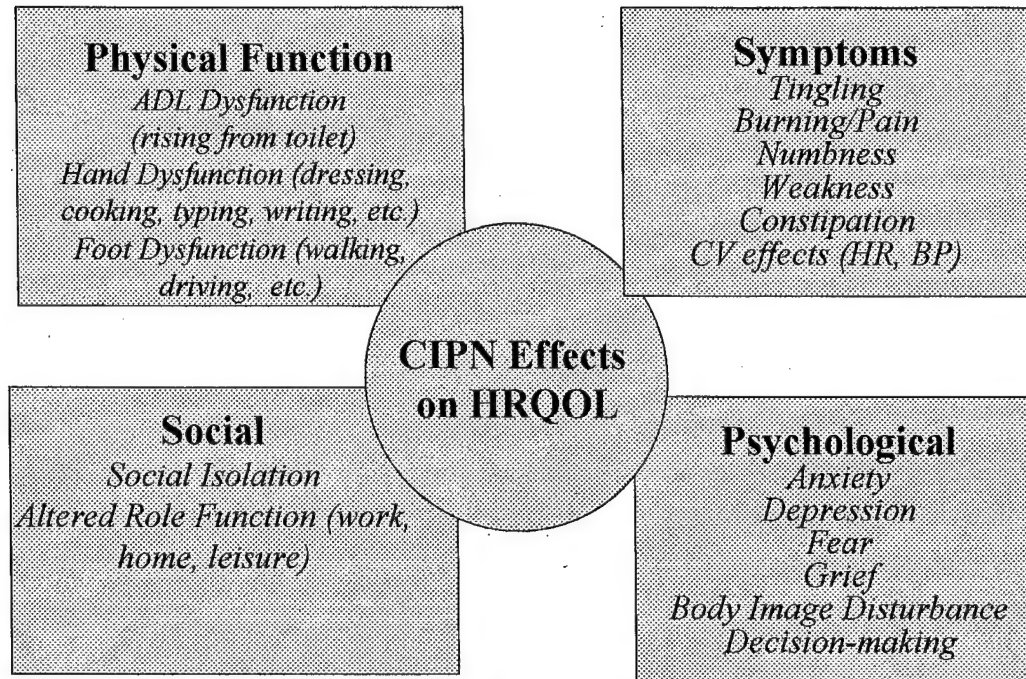 Physical Function
ADL Dysfunction
(rising from toilet)
Hand Dysfunction (dressing,
cooking, typing, writing, etc.)
Foot Dysfunction (walking,
driving, etc.)
Symptoms
Tingling
Burning/Pain
Numbness
Weakness
Constipation
CV effects (HR, BP)
CIPN Effects
on HRQOL
Social
Social Isolation
Altered Role Function (work,
home, leisure)
Psychological
Anxiety
Depression
Fear
Grief
Body Image Disturbance
Decision-making